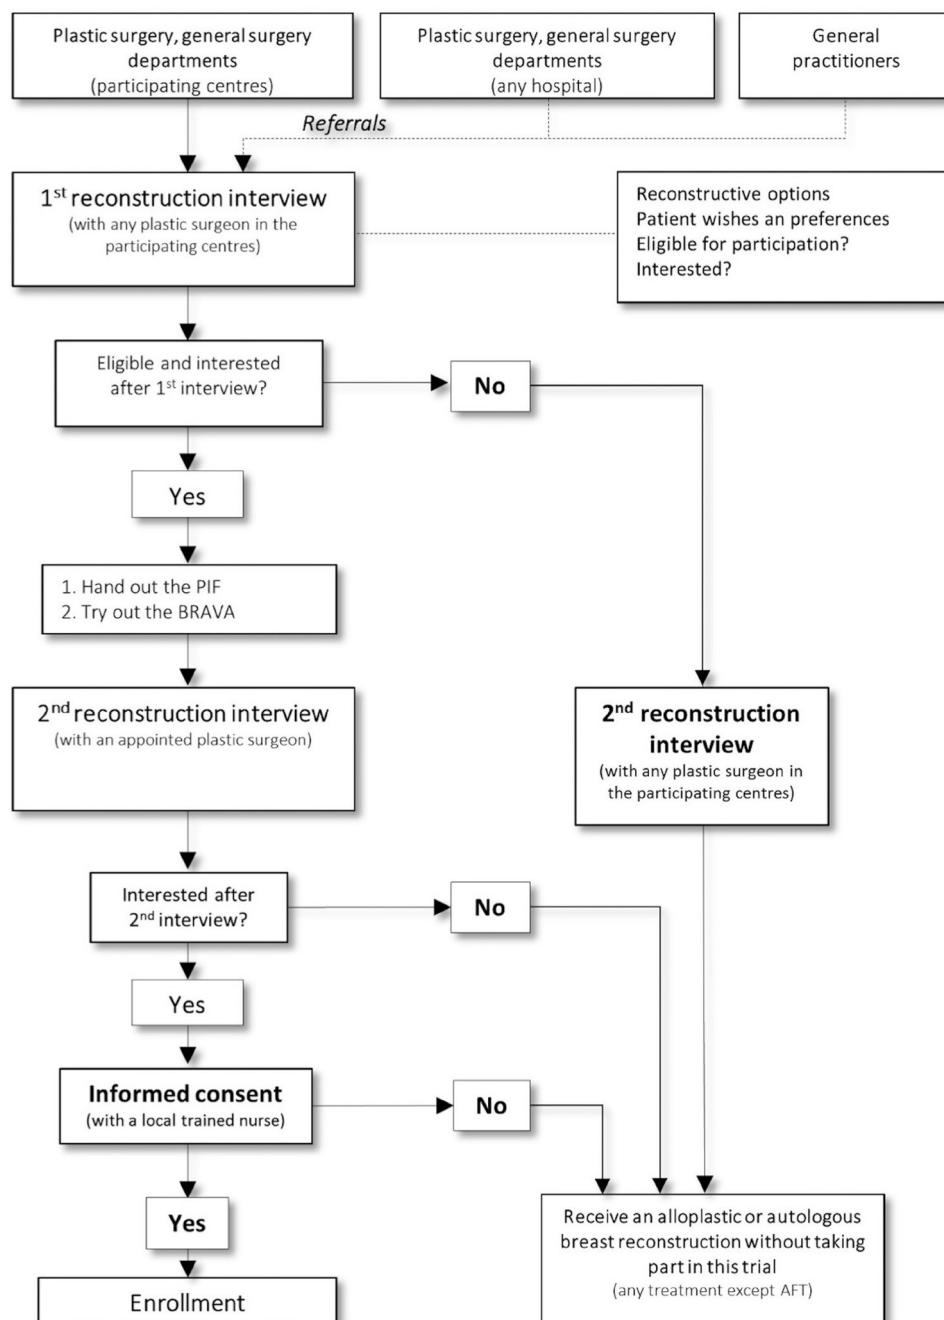 Plastic surgery, general surgery
departments
(participating centres)
Plastic surgery, general surgery
departments
(any hospital)
General
practitioners
Referrals
1st reconstruction interview
(with any plastic surgeon in the
participating centres)
Reconstructive options
Patient wishes an preferences
Eligible for participation?
Interested?
Eligible and interested
after 1st interview?
No
Yes
1. Hand out the PIF
2. Try out the BRAVA
2nd reconstruction interview
(with an appointed plastic surgeon)
2nd reconstruction
interview
(with any plastic surgeon in
the participating centres)
Interested after
2nd interview?
No
Yes
Informed consent
(with a local trained nurse)
No
Yes
Receive an alloplastic or autologous
breast reconstruction without taking
part in this trial
(any treatment except AFT)
Enrollment